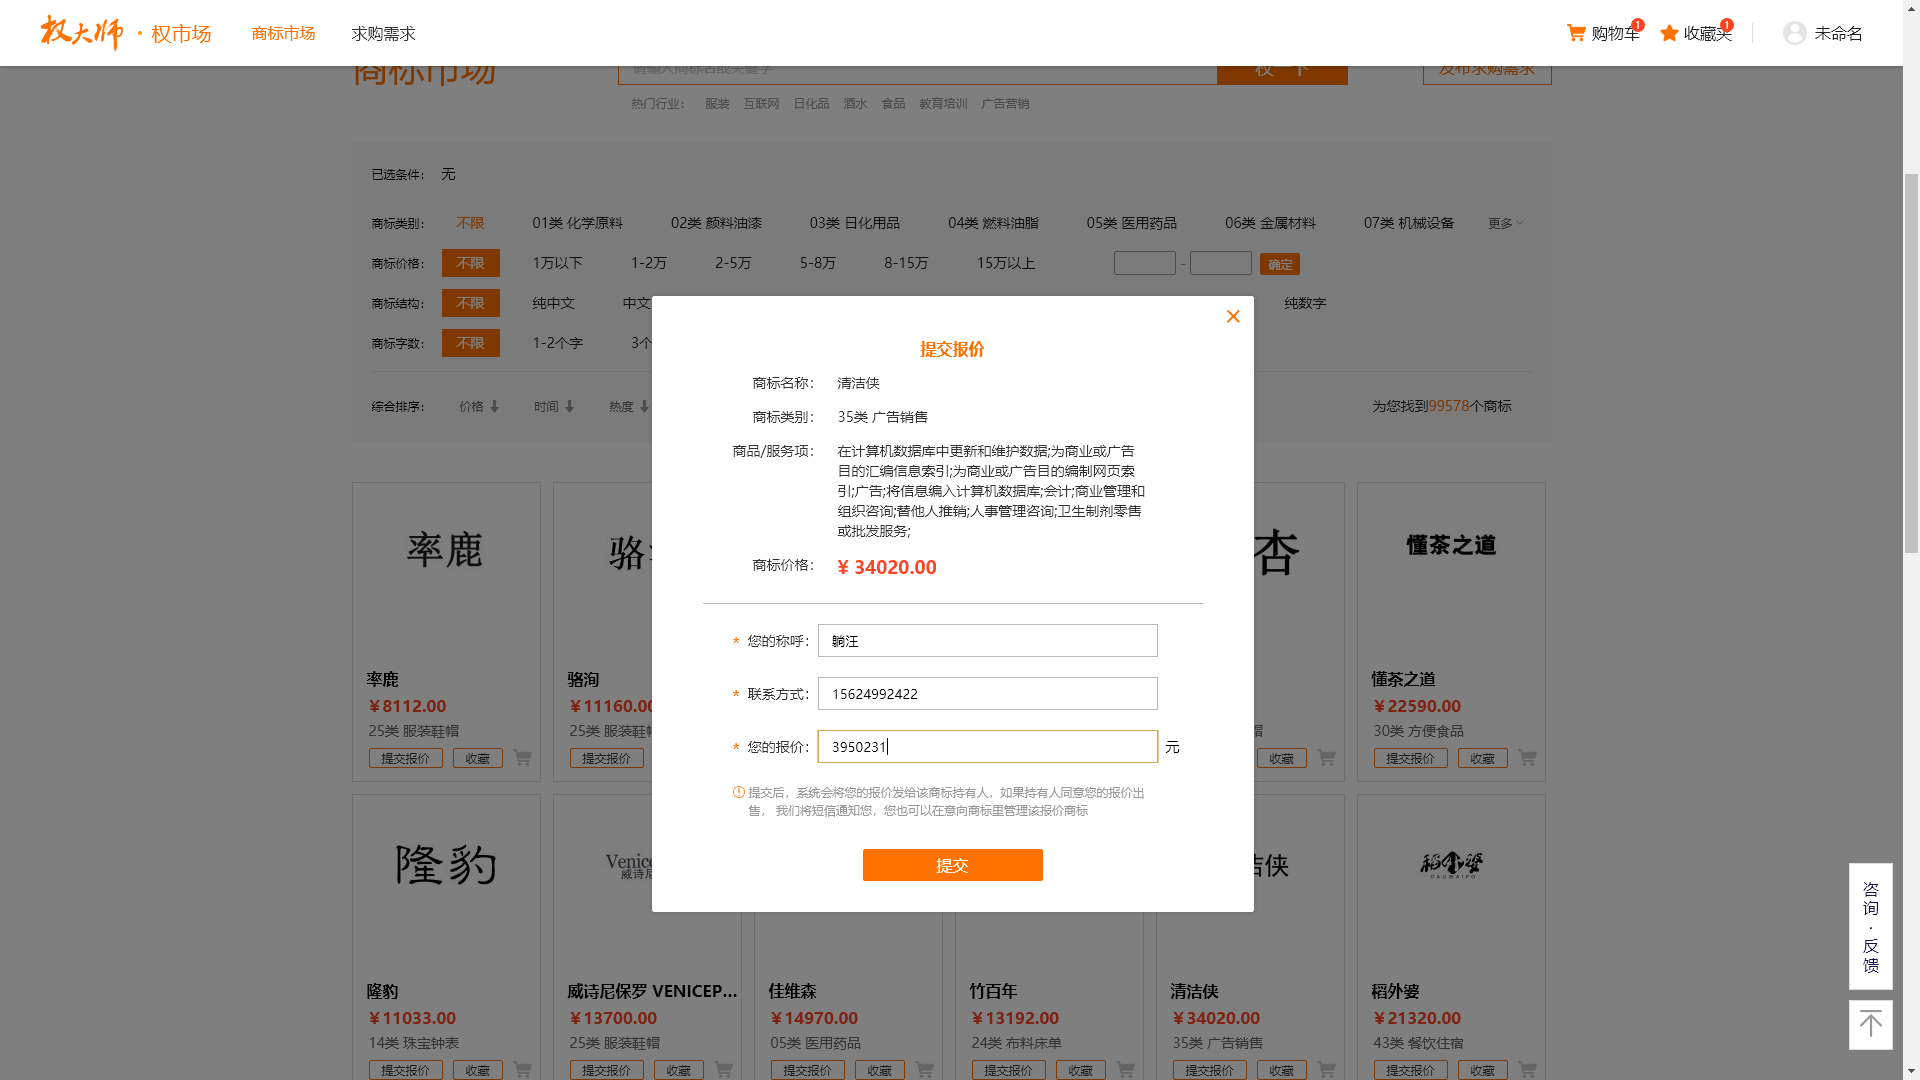 权大师 · 权市场
商标市场
求购需求
购物车
1
收藏夹
1
未命名
商标市场
请输入商标名或关键字
权一下
发布求购需求
热门行业: 服装 互联网 日化品 酒水 食品 教育培训 广告营销
已选条件: 无
商标类别: 不限 01类 化学原料 02类 颜料油漆 03类 日化用品 04类 燃料油脂 05类 医用药品 06类 金属材料 07类 机械设备 更多
商标价格: 不限 1万以下 1-2万 2-5万 5-8万 8-15万 15万以上 - 确定
商标结构: 不限 纯中文 中文 纯数字
商标字数: 不限 1-2个字 3个
综合排序: 价格 时间 热度
为您找到99578个商标
提交报价
商标名称: 清洁侠
商标类别: 35类 广告销售
商品/服务项: 在计算机数据库中更新和维护数据;为商业或广告
目的汇编信息索引;为商业或广告目的编制网页索
引;广告;将信息编入计算机数据库;会计;商业管理和
组织咨询;替他人推销;人事管理咨询;卫生制剂零售
或批发服务;
商标价格: ¥ 34020.00
* 您的称呼: 躺汪
* 联系方式: 15624992422
* 您的报价: 3950231 元
提交后，系统会将您的报价发给该商标持有人，如果持有人同意您的报价出
售， 我们将短信通知您，您也可以在意向商标里管理该报价商标
提交
率鹿
率鹿
¥8112.00
25类 服装鞋帽
提交报价 收藏
骆
骆洵
¥11160.00
25类 服装鞋
提交报价
杏
收藏
懂茶之道
懂茶之道
¥22590.00
30类 方便食品
提交报价 收藏
隆豹
隆豹
¥11033.00
14类 珠宝钟表
提交报价 收藏
Venice
威诗尼
威诗尼保罗 VENICEP...
¥13700.00
25类 服装鞋帽
提交报价 收藏
佳维森
¥14970.00
05类 医用药品
提交报价 收藏
竹百年
¥13192.00
24类 布料床单
提交报价 收藏
洁侠
清洁侠
¥34020.00
35类 广告销售
提交报价 收藏
稻外婆
DAOWAIPO
稻外婆
¥21320.00
43类 餐饮住宿
提交报价 收藏
咨
询
·
反
馈